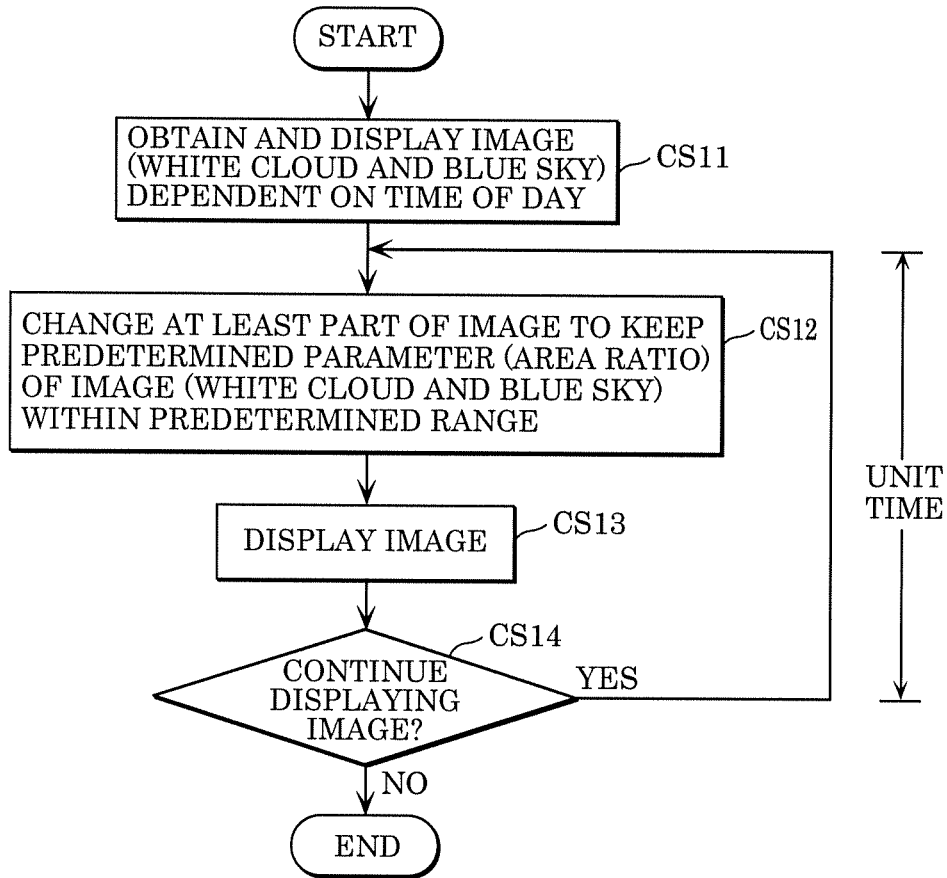 START
OBTAIN AND DISPLAY IMAGE
(WHITE CLOUD AND BLUE SKY)
DEPENDENT ON TIME OF DAY
CS11
CHANGE AT LEAST PART OF IMAGE TO KEEP
PREDETERMINED PARAMETER (AREA RATIO)
OF IMAGE (WHITE CLOUD AND BLUE SKY)
WITHIN PREDETERMINED RANGE
CS12
UNIT
TIME
DISPLAY IMAGE
CS13
CS14
CONTINUE
DISPLAYING
IMAGE?
YES
NO
END